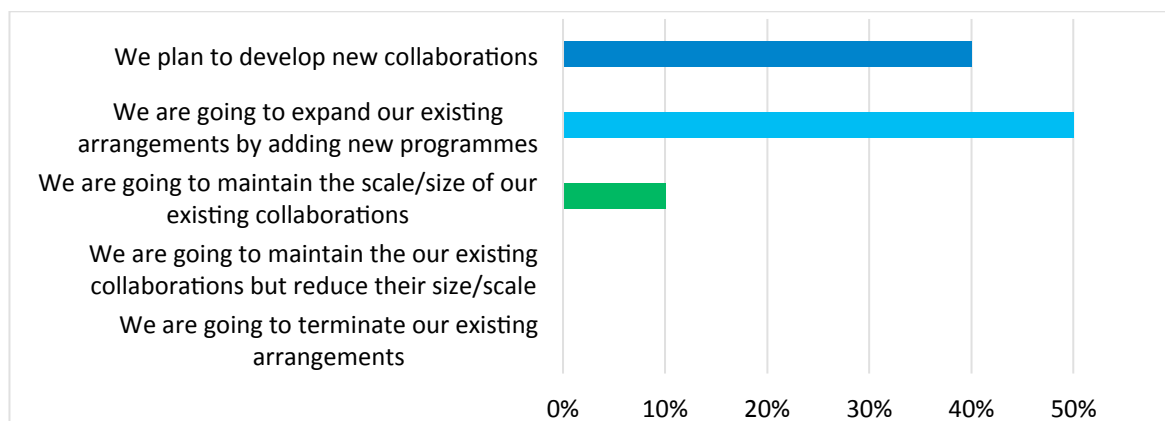 We plan to develop new collaborations
We are going to expand our existing
arrangements by adding new programmes
We are going to maintain the scale/size of our
existing collaborations
We are going to maintain the our existing
collaborations but reduce their size/scale
We are going to terminate our existing
arrangements
0% 10% 20% 30% 40% 50%